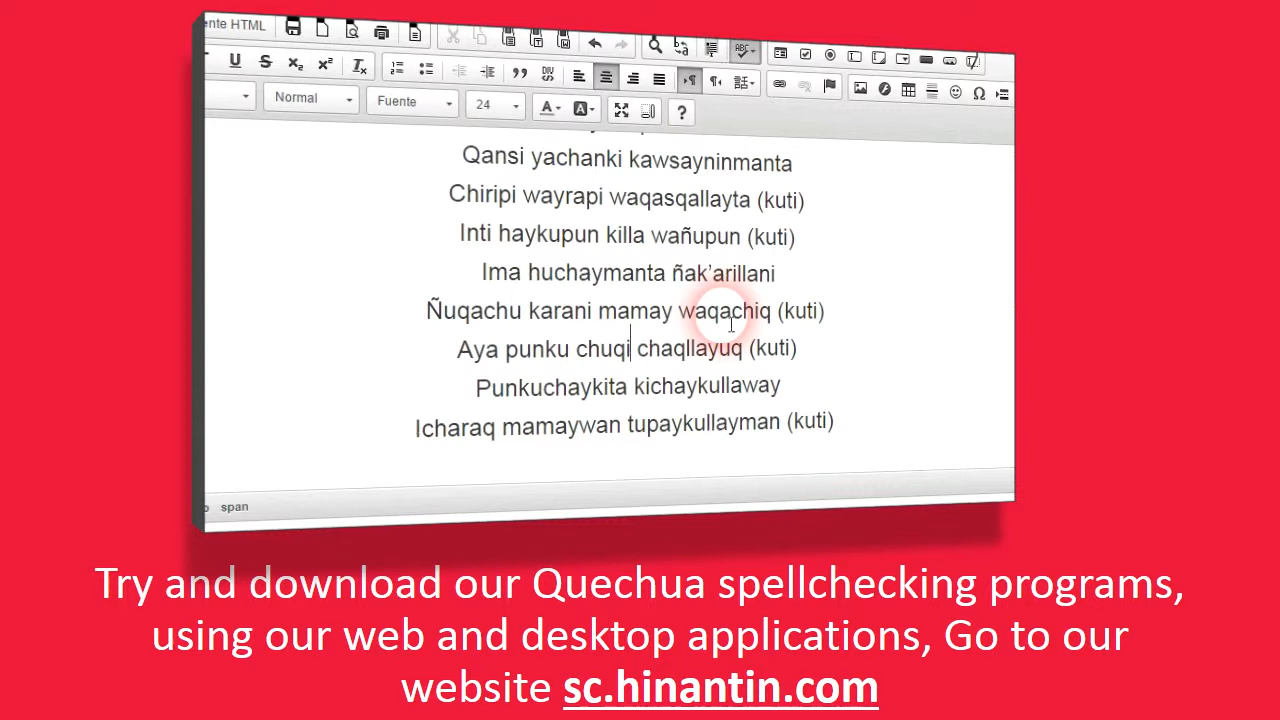 ente HTML
Normal Fuente 24
Qansi yachanki kawsayninmanta
Chiripi wayrapi waqasqallayta (kuti)
Inti haykupun killa wañupun (kuti)
Ima huchaymanta ñak’arillani
Ñuqachu karani mamay waqachiq (kuti)
Aya punku chuqi chaqllayuq (kuti)
Punkuchaykita kichaykullaway
Icharaq mamaywan tupaykullayman (kuti)
span
Try and download our Quechua spellchecking programs,
using our web and desktop applications, Go to our
website sc.hinantin.com